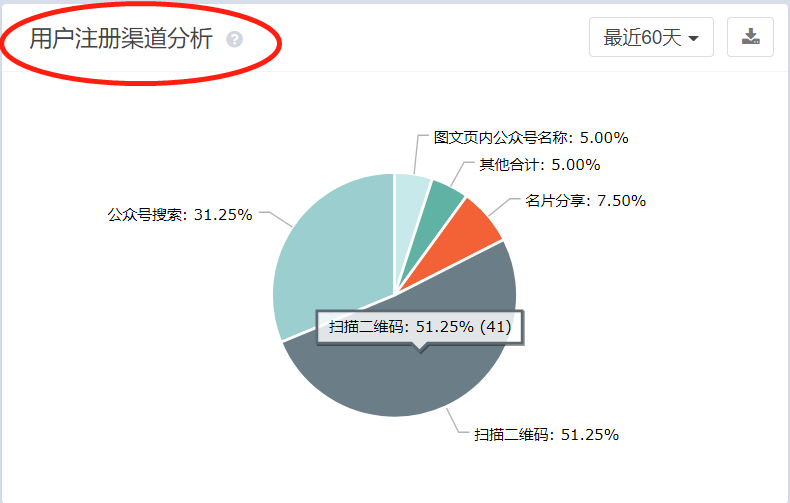 用户注册渠道分析 ?
最近60天
图文页内公众号名称: 5.00%
其他合计: 5.00%
名片分享: 7.50%
公众号搜索: 31.25%
扫描二维码: 51.25% (41)
扫描二维码: 51.25%